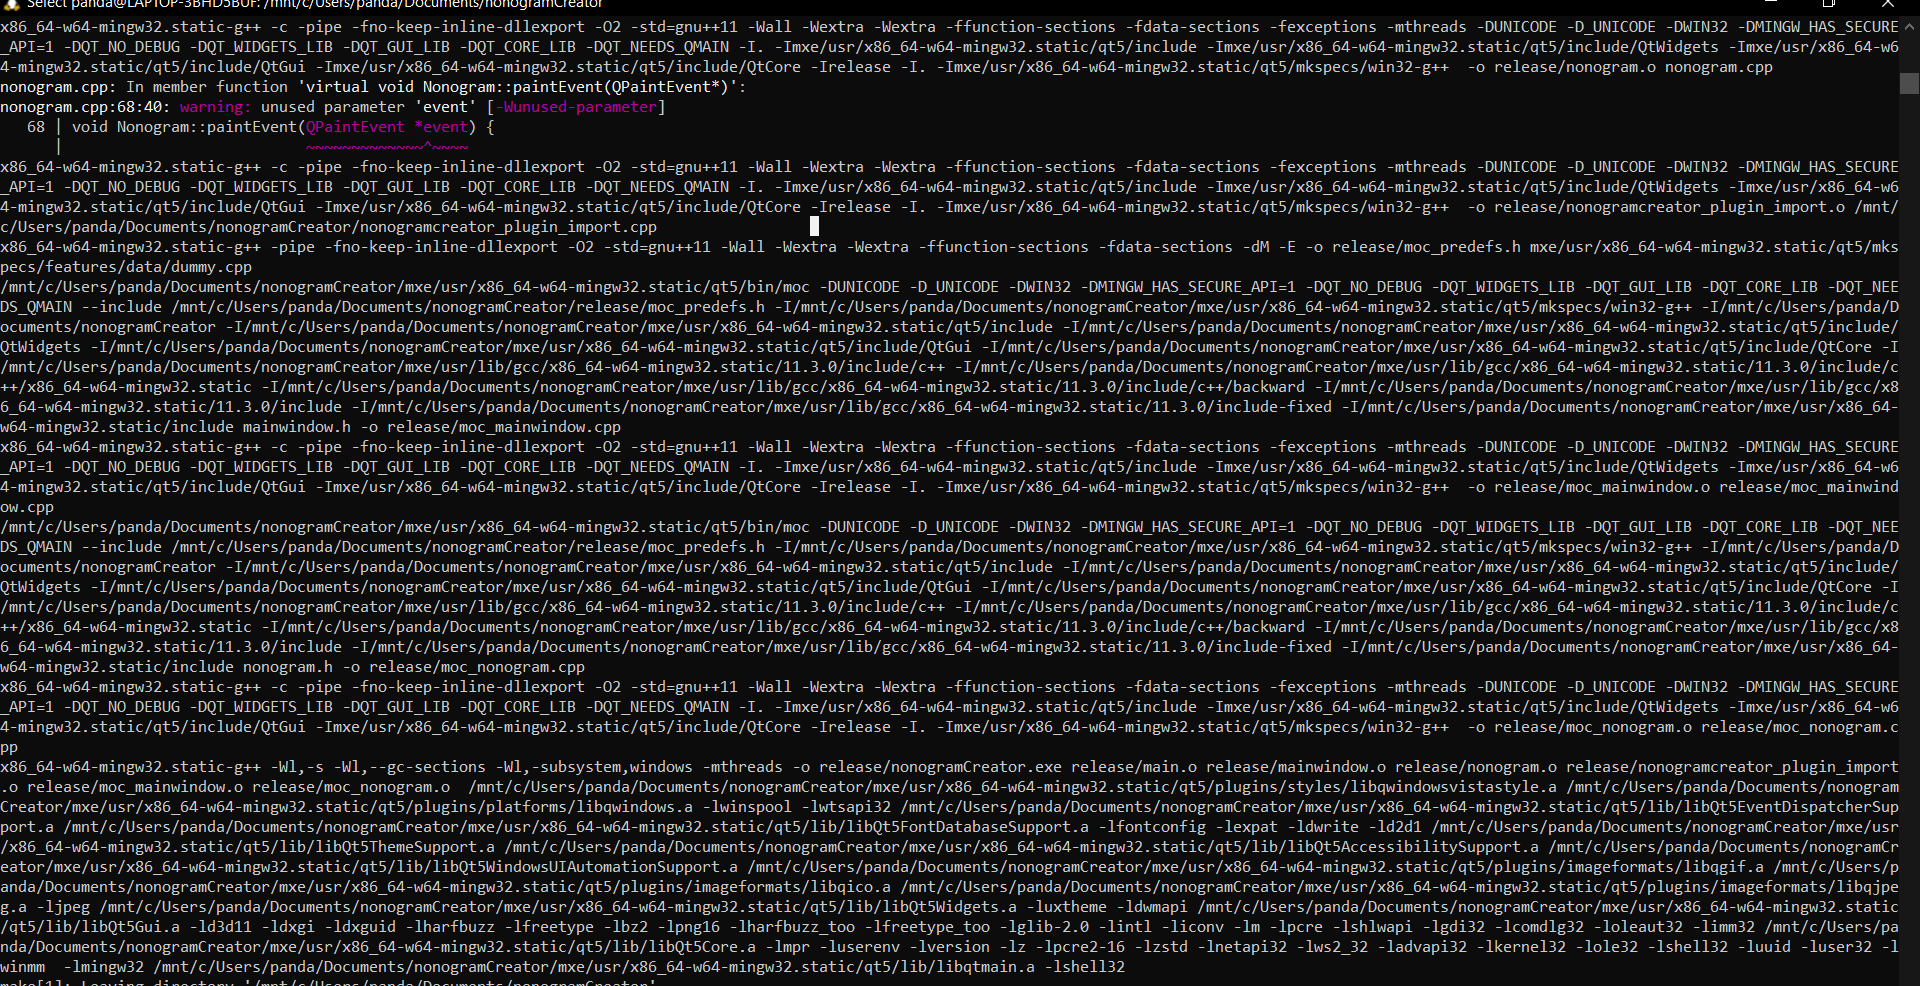 Select panda@LAPTOP-3BHD5BUF: /mnt/c/Users/panda/Documents/nonogramCreator
x86_64-w64-mingw32.static-g++ -c -pipe -fno-keep-inline-dllexport -O2 -std=gnu++11 -Wall -Wextra -Wextra -ffunction-sections -fdata-sections -fexceptions -mthreads -DUNICODE -D_UNICODE -DWIN32 -DMINGW_HAS_SECURE
_API=1 -DQT_NO_DEBUG -DQT_WIDGETS_LIB -DQT_GUI_LIB -DQT_CORE_LIB -DQT_NEEDS_QMAIN -I. -Imxe/usr/x86_64-w64-mingw32.static/qt5/include -Imxe/usr/x86_64-w64-mingw32.static/qt5/include/QtWidgets -Imxe/usr/x86_64-w6
4-mingw32.static/qt5/include/QtGui -Imxe/usr/x86_64-w64-mingw32.static/qt5/include/QtCore -Irelease -I. -Imxe/usr/x86_64-w64-mingw32.static/qt5/mkspecs/win32-g++  -o release/nonogram.o nonogram.cpp
nonogram.cpp: In member function 'virtual void Nonogram::paintEvent(QPaintEvent*)':
nonogram.cpp:68:40: warning: unused parameter 'event' [-Wunused-parameter]
   68 | void Nonogram::paintEvent(QPaintEvent *event) {
      |                           ~~~~~~~~~~~~~^~~~~
x86_64-w64-mingw32.static-g++ -c -pipe -fno-keep-inline-dllexport -O2 -std=gnu++11 -Wall -Wextra -Wextra -ffunction-sections -fdata-sections -fexceptions -mthreads -DUNICODE -D_UNICODE -DWIN32 -DMINGW_HAS_SECURE
_API=1 -DQT_NO_DEBUG -DQT_WIDGETS_LIB -DQT_GUI_LIB -DQT_CORE_LIB -DQT_NEEDS_QMAIN -I. -Imxe/usr/x86_64-w64-mingw32.static/qt5/include -Imxe/usr/x86_64-w64-mingw32.static/qt5/include/QtWidgets -Imxe/usr/x86_64-w6
4-mingw32.static/qt5/include/QtGui -Imxe/usr/x86_64-w64-mingw32.static/qt5/include/QtCore -Irelease -I. -Imxe/usr/x86_64-w64-mingw32.static/qt5/mkspecs/win32-g++  -o release/nonogramcreator_plugin_import.o /mnt/
c/Users/panda/Documents/nonogramCreator/nonogramcreator_plugin_import.cpp
x86_64-w64-mingw32.static-g++ -pipe -fno-keep-inline-dllexport -O2 -std=gnu++11 -Wall -Wextra -Wextra -ffunction-sections -fdata-sections -dM -E -o release/moc_predefs.h mxe/usr/x86_64-w64-mingw32.static/qt5/mks
pecs/features/data/dummy.cpp
/mnt/c/Users/panda/Documents/nonogramCreator/mxe/usr/x86_64-w64-mingw32.static/qt5/bin/moc -DUNICODE -D_UNICODE -DWIN32 -DMINGW_HAS_SECURE_API=1 -DQT_NO_DEBUG -DQT_WIDGETS_LIB -DQT_GUI_LIB -DQT_CORE_LIB -DQT_NEE
DS_QMAIN --include /mnt/c/Users/panda/Documents/nonogramCreator/release/moc_predefs.h -I/mnt/c/Users/panda/Documents/nonogramCreator/mxe/usr/x86_64-w64-mingw32.static/qt5/mkspecs/win32-g++ -I/mnt/c/Users/panda/D
ocuments/nonogramCreator -I/mnt/c/Users/panda/Documents/nonogramCreator/mxe/usr/x86_64-w64-mingw32.static/qt5/include -I/mnt/c/Users/panda/Documents/nonogramCreator/mxe/usr/x86_64-w64-mingw32.static/qt5/include/
QtWidgets -I/mnt/c/Users/panda/Documents/nonogramCreator/mxe/usr/x86_64-w64-mingw32.static/qt5/include/QtGui -I/mnt/c/Users/panda/Documents/nonogramCreator/mxe/usr/x86_64-w64-mingw32.static/qt5/include/QtCore -I
/mnt/c/Users/panda/Documents/nonogramCreator/mxe/usr/lib/gcc/x86_64-w64-mingw32.static/11.3.0/include/c++ -I/mnt/c/Users/panda/Documents/nonogramCreator/mxe/usr/lib/gcc/x86_64-w64-mingw32.static/11.3.0/include/c
++/x86_64-w64-mingw32.static -I/mnt/c/Users/panda/Documents/nonogramCreator/mxe/usr/lib/gcc/x86_64-w64-mingw32.static/11.3.0/include/c++/backward -I/mnt/c/Users/panda/Documents/nonogramCreator/mxe/usr/lib/gcc/x8
6_64-w64-mingw32.static/11.3.0/include -I/mnt/c/Users/panda/Documents/nonogramCreator/mxe/usr/lib/gcc/x86_64-w64-mingw32.static/11.3.0/include-fixed -I/mnt/c/Users/panda/Documents/nonogramCreator/mxe/usr/x86_64-
w64-mingw32.static/include mainwindow.h -o release/moc_mainwindow.cpp
x86_64-w64-mingw32.static-g++ -c -pipe -fno-keep-inline-dllexport -O2 -std=gnu++11 -Wall -Wextra -Wextra -ffunction-sections -fdata-sections -fexceptions -mthreads -DUNICODE -D_UNICODE -DWIN32 -DMINGW_HAS_SECURE
_API=1 -DQT_NO_DEBUG -DQT_WIDGETS_LIB -DQT_GUI_LIB -DQT_CORE_LIB -DQT_NEEDS_QMAIN -I. -Imxe/usr/x86_64-w64-mingw32.static/qt5/include -Imxe/usr/x86_64-w64-mingw32.static/qt5/include/QtWidgets -Imxe/usr/x86_64-w6
4-mingw32.static/qt5/include/QtGui -Imxe/usr/x86_64-w64-mingw32.static/qt5/include/QtCore -Irelease -I. -Imxe/usr/x86_64-w64-mingw32.static/qt5/mkspecs/win32-g++  -o release/moc_mainwindow.o release/moc_mainwind
ow.cpp
/mnt/c/Users/panda/Documents/nonogramCreator/mxe/usr/x86_64-w64-mingw32.static/qt5/bin/moc -DUNICODE -D_UNICODE -DWIN32 -DMINGW_HAS_SECURE_API=1 -DQT_NO_DEBUG -DQT_WIDGETS_LIB -DQT_GUI_LIB -DQT_CORE_LIB -DQT_NEE
DS_QMAIN --include /mnt/c/Users/panda/Documents/nonogramCreator/release/moc_predefs.h -I/mnt/c/Users/panda/Documents/nonogramCreator/mxe/usr/x86_64-w64-mingw32.static/qt5/mkspecs/win32-g++ -I/mnt/c/Users/panda/D
ocuments/nonogramCreator -I/mnt/c/Users/panda/Documents/nonogramCreator/mxe/usr/x86_64-w64-mingw32.static/qt5/include -I/mnt/c/Users/panda/Documents/nonogramCreator/mxe/usr/x86_64-w64-mingw32.static/qt5/include/
QtWidgets -I/mnt/c/Users/panda/Documents/nonogramCreator/mxe/usr/x86_64-w64-mingw32.static/qt5/include/QtGui -I/mnt/c/Users/panda/Documents/nonogramCreator/mxe/usr/x86_64-w64-mingw32.static/qt5/include/QtCore -I
/mnt/c/Users/panda/Documents/nonogramCreator/mxe/usr/lib/gcc/x86_64-w64-mingw32.static/11.3.0/include/c++ -I/mnt/c/Users/panda/Documents/nonogramCreator/mxe/usr/lib/gcc/x86_64-w64-mingw32.static/11.3.0/include/c
++/x86_64-w64-mingw32.static -I/mnt/c/Users/panda/Documents/nonogramCreator/mxe/usr/lib/gcc/x86_64-w64-mingw32.static/11.3.0/include/c++/backward -I/mnt/c/Users/panda/Documents/nonogramCreator/mxe/usr/lib/gcc/x8
6_64-w64-mingw32.static/11.3.0/include -I/mnt/c/Users/panda/Documents/nonogramCreator/mxe/usr/lib/gcc/x86_64-w64-mingw32.static/11.3.0/include-fixed -I/mnt/c/Users/panda/Documents/nonogramCreator/mxe/usr/x86_64-
w64-mingw32.static/include nonogram.h -o release/moc_nonogram.cpp
x86_64-w64-mingw32.static-g++ -c -pipe -fno-keep-inline-dllexport -O2 -std=gnu++11 -Wall -Wextra -Wextra -ffunction-sections -fdata-sections -fexceptions -mthreads -DUNICODE -D_UNICODE -DWIN32 -DMINGW_HAS_SECURE
_API=1 -DQT_NO_DEBUG -DQT_WIDGETS_LIB -DQT_GUI_LIB -DQT_CORE_LIB -DQT_NEEDS_QMAIN -I. -Imxe/usr/x86_64-w64-mingw32.static/qt5/include -Imxe/usr/x86_64-w64-mingw32.static/qt5/include/QtWidgets -Imxe/usr/x86_64-w6
4-mingw32.static/qt5/include/QtGui -Imxe/usr/x86_64-w64-mingw32.static/qt5/include/QtCore -Irelease -I. -Imxe/usr/x86_64-w64-mingw32.static/qt5/mkspecs/win32-g++  -o release/moc_nonogram.o release/moc_nonogram.c
pp
x86_64-w64-mingw32.static-g++ -Wl,-s -Wl,--gc-sections -Wl,-subsystem,windows -mthreads -o release/nonogramCreator.exe release/main.o release/mainwindow.o release/nonogram.o release/nonogramcreator_plugin_import
.o release/moc_mainwindow.o release/moc_nonogram.o  /mnt/c/Users/panda/Documents/nonogramCreator/mxe/usr/x86_64-w64-mingw32.static/qt5/plugins/styles/libqwindowsvistastyle.a /mnt/c/Users/panda/Documents/nonogram
Creator/mxe/usr/x86_64-w64-mingw32.static/qt5/plugins/platforms/libqwindows.a -lwinspool -lwtsapi32 /mnt/c/Users/panda/Documents/nonogramCreator/mxe/usr/x86_64-w64-mingw32.static/qt5/lib/libQt5EventDispatcherSup
port.a /mnt/c/Users/panda/Documents/nonogramCreator/mxe/usr/x86_64-w64-mingw32.static/qt5/lib/libQt5FontDatabaseSupport.a -lfontconfig -lexpat -ldwrite -ld2d1 /mnt/c/Users/panda/Documents/nonogramCreator/mxe/usr
/x86_64-w64-mingw32.static/qt5/lib/libQt5ThemeSupport.a /mnt/c/Users/panda/Documents/nonogramCreator/mxe/usr/x86_64-w64-mingw32.static/qt5/lib/libQt5AccessibilitySupport.a /mnt/c/Users/panda/Documents/nonogramCr
eator/mxe/usr/x86_64-w64-mingw32.static/qt5/lib/libQt5WindowsUIAutomationSupport.a /mnt/c/Users/panda/Documents/nonogramCreator/mxe/usr/x86_64-w64-mingw32.static/qt5/plugins/imageformats/libqgif.a /mnt/c/Users/p
anda/Documents/nonogramCreator/mxe/usr/x86_64-w64-mingw32.static/qt5/plugins/imageformats/libqico.a /mnt/c/Users/panda/Documents/nonogramCreator/mxe/usr/x86_64-w64-mingw32.static/qt5/plugins/imageformats/libqjpe
g.a -ljpeg /mnt/c/Users/panda/Documents/nonogramCreator/mxe/usr/x86_64-w64-mingw32.static/qt5/lib/libQt5Widgets.a -luxtheme -ldwmapi /mnt/c/Users/panda/Documents/nonogramCreator/mxe/usr/x86_64-w64-mingw32.static
/qt5/lib/libQt5Gui.a -ld3d11 -ldxgi -ldxguid -lharfbuzz -lfreetype -lbz2 -lpng16 -lharfbuzz_too -lfreetype_too -lglib-2.0 -lintl -liconv -lm -lpcre -lshlwapi -lgdi32 -lcomdlg32 -loleaut32 -limm32 /mnt/c/Users/pa
nda/Documents/nonogramCreator/mxe/usr/x86_64-w64-mingw32.static/qt5/lib/libQt5Core.a -lmpr -luserenv -lversion -lz -lpcre2-16 -lzstd -lnetapi32 -lws2_32 -ladvapi32 -lkernel32 -lole32 -lshell32 -luuid -luser32 -l
winmm  -lmingw32 /mnt/c/Users/panda/Documents/nonogramCreator/mxe/usr/x86_64-w64-mingw32.static/qt5/lib/libqtmain.a -lshell32
make[1]: Leaving directory '/mnt/c/Users/panda/Documents/nonogramCreator'